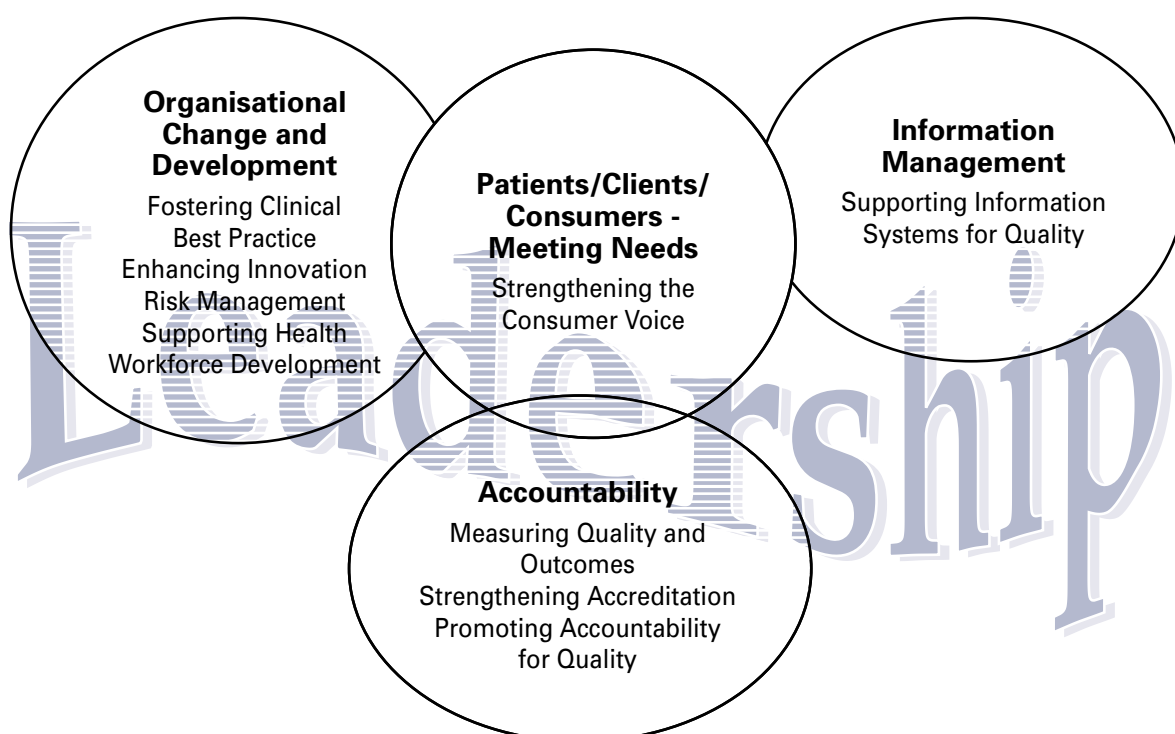 Organisational
Change and
Development
Fostering Clinical
Best Practice
Enhancing Innovation
Risk Management
Supporting Health
Workforce Development
Patients/Clients/
Consumers -
Meeting Needs
Strengthening the
Consumer Voice
Information
Management
Supporting Information
Systems for Quality
Leadership
Accountability
Measuring Quality and
Outcomes
Strengthening Accreditation
Promoting Accountability
for Quality